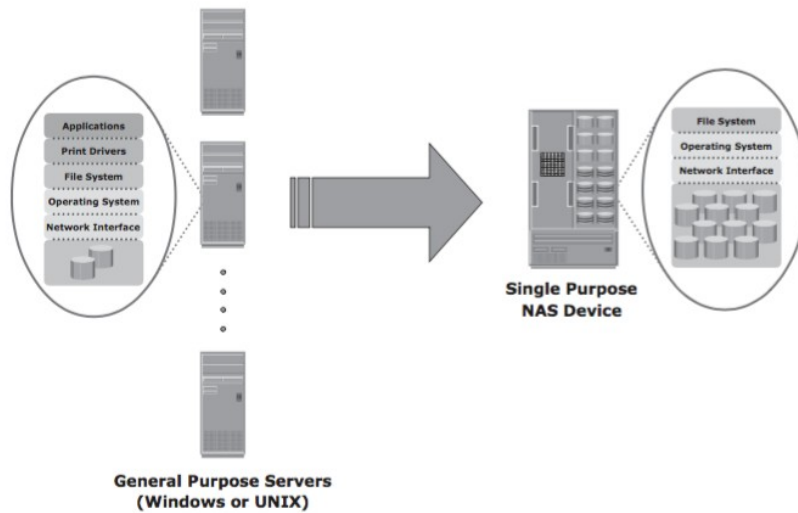 Applications
Print Drivers
File System
Operating System
Network Interface
General Purpose Servers
(Windows or UNIX)
Single Purpose
NAS Device
File System
Operating System
Network Interface